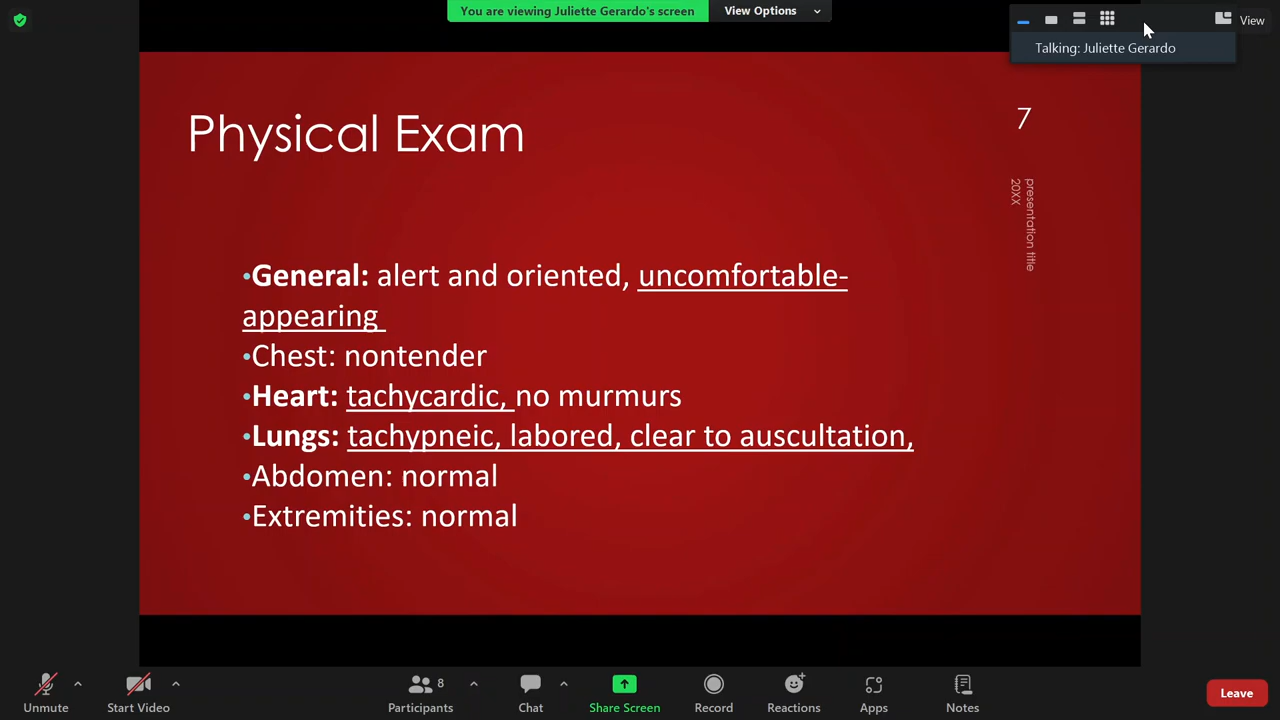 You are viewing Juliette Gerardo's screen
View Options
View
Talking: Juliette Gerardo
Physical Exam
7
presentation title
20XX
•General: alert and oriented, uncomfortable-
appearing
•Chest: nontender
•Heart: tachycardic, no murmurs
•Lungs: tachypneic, labored, clear to auscultation,
•Abdomen: normal
•Extremities: normal
Unmute
Start Video
8
Participants
Chat
Share Screen
Record
Reactions
Apps
Notes
Leave